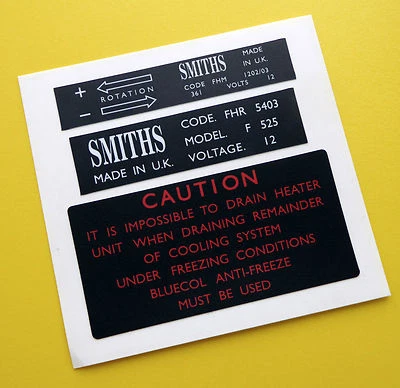 + ROTATION −
SMITHS MADE IN U.K.
CODE FHM 1202/03
361 VOLTS 12
SMITHS CODE. FHR 5403
MODEL. F 525
MADE IN U.K. VOLTAGE. 12
CAUTION
IT IS IMPOSSIBLE TO DRAIN HEATER
UNIT WHEN DRAINING REMAINDER
OF COOLING SYSTEM
UNDER FREEZING CONDITIONS
BLUECOL ANTI-FREEZE
MUST BE USED